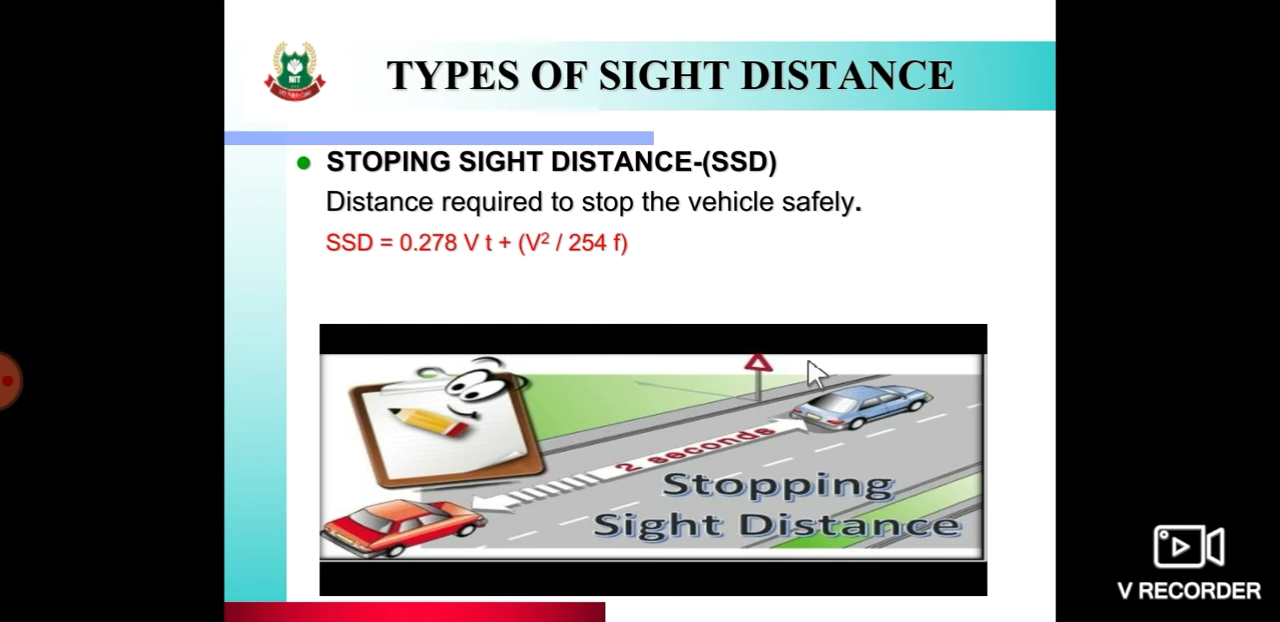 NIT
TYPES OF SIGHT DISTANCE
STOPING SIGHT DISTANCE-(SSD)
Distance required to stop the vehicle safely.
SSD = 0.278 V t + (V² / 254 f)
2 seconds
Stopping
Sight Distance
V RECORDER